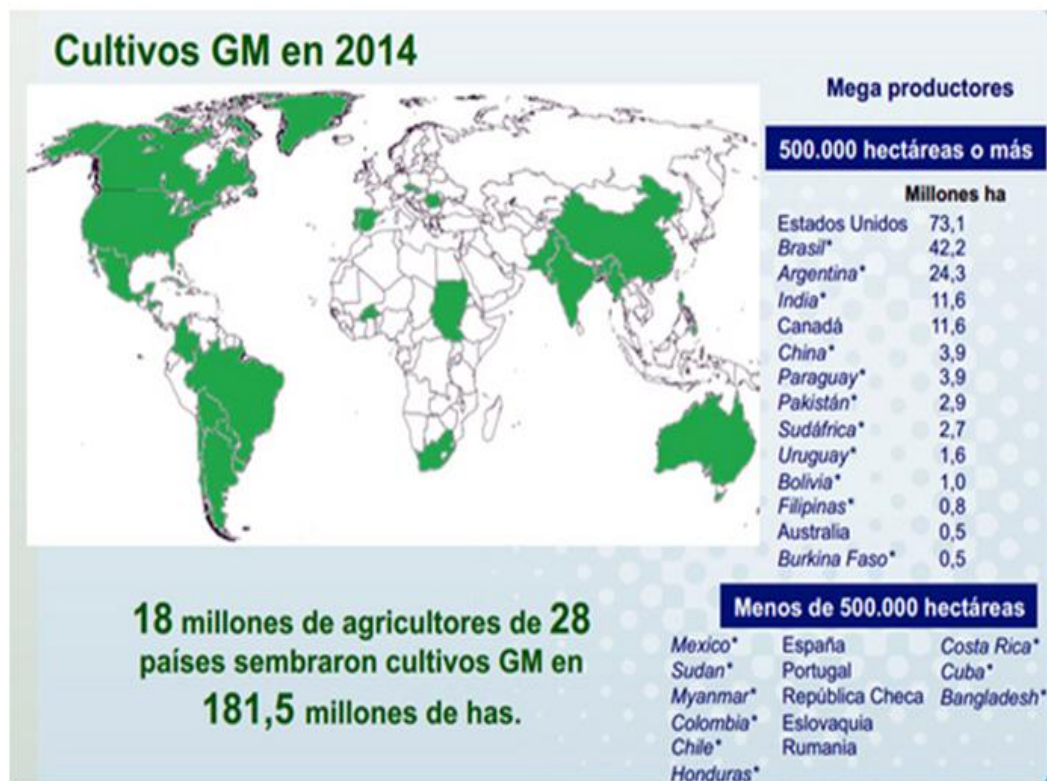 Cultivos GM en 2014
Mega productores
500.000 hectáreas o más
Millones ha
Estados Unidos 73,1
Brasil* 42,2
Argentina* 24,3
India* 11,6
Canadá 11,6
China* 3,9
Paraguay* 3,9
Pakistán* 2,9
Sudáfrica* 2,7
Uruguay* 1,6
Bolivia* 1,0
Filipinas* 0,8
Australia 0,5
Burkina Faso* 0,5
18 millones de agricultores de 28
países sembraron cultivos GM en
181,5 millones de has.
Menos de 500.000 hectáreas
Mexico* España Costa Rica*
Sudan* Portugal Cuba*
Myanmar* República Checa Bangladesh*
Colombia* Eslovaquia
Chile* Rumania
Honduras*